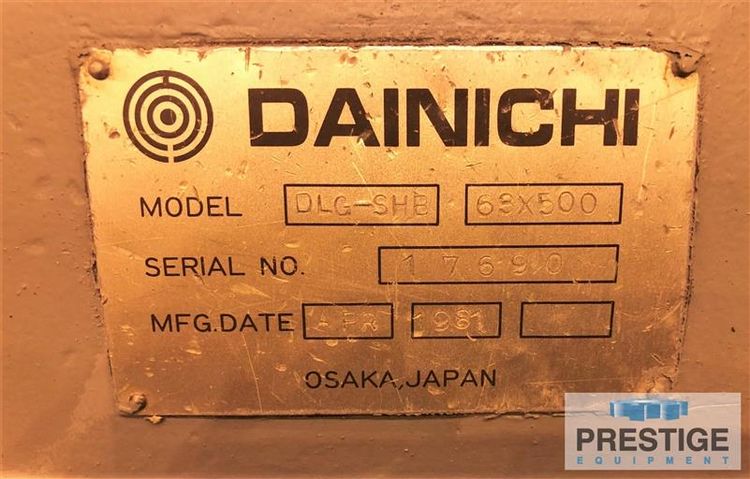 DAINICHI
MODEL DLG-SHB 63X500
SERIAL NO. 17690
MFG.DATE APR 1981
OSAKA,JAPAN
PRESTIGE
EQUIPMENT